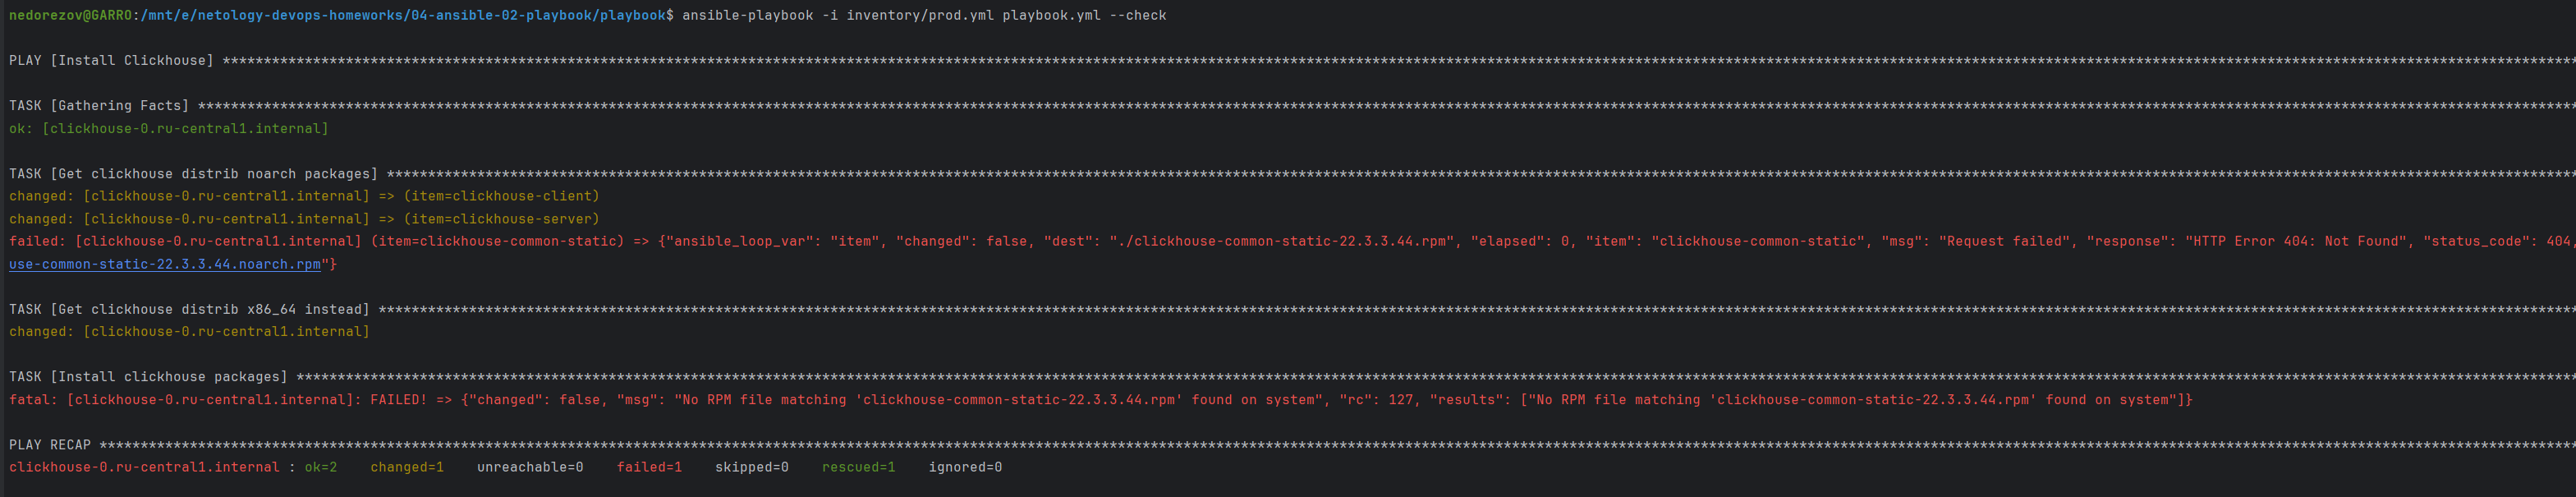 nedorezov@GARRO:/mnt/e/netology-devops-homeworks/04-ansible-02-playbook/playbook$ ansible-playbook -i inventory/prod.yml playbook.yml --check
PLAY [Install Clickhouse] ****************************************************************
TASK [Gathering Facts] ****************************************************************
ok: [clickhouse-0.ru-central1.internal]
TASK [Get clickhouse distrib noarch packages] ****************************************************************
changed: [clickhouse-0.ru-central1.internal] => (item=clickhouse-client)
changed: [clickhouse-0.ru-central1.internal] => (item=clickhouse-server)
failed: [clickhouse-0.ru-central1.internal] (item=clickhouse-common-static) => {"ansible_loop_var": "item", "changed": false, "dest": "./clickhouse-common-static-22.3.3.44.rpm", "elapsed": 0, "item": "clickhouse-common-static", "msg": "Request failed", "response": "HTTP Error 404: Not Found", "status_code": 404,
use-common-static-22.3.3.44.noarch.rpm"}
TASK [Get clickhouse distrib x86_64 instead] ****************************************************************
changed: [clickhouse-0.ru-central1.internal]
TASK [Install clickhouse packages] ****************************************************************
fatal: [clickhouse-0.ru-central1.internal]: FAILED! => {"changed": false, "msg": "No RPM file matching 'clickhouse-common-static-22.3.3.44.rpm' found on system", "rc": 127, "results": ["No RPM file matching 'clickhouse-common-static-22.3.3.44.rpm' found on system"]}
PLAY RECAP ****************************************************************
clickhouse-0.ru-central1.internal : ok=2    changed=1    unreachable=0    failed=1    skipped=0    rescued=1    ignored=0